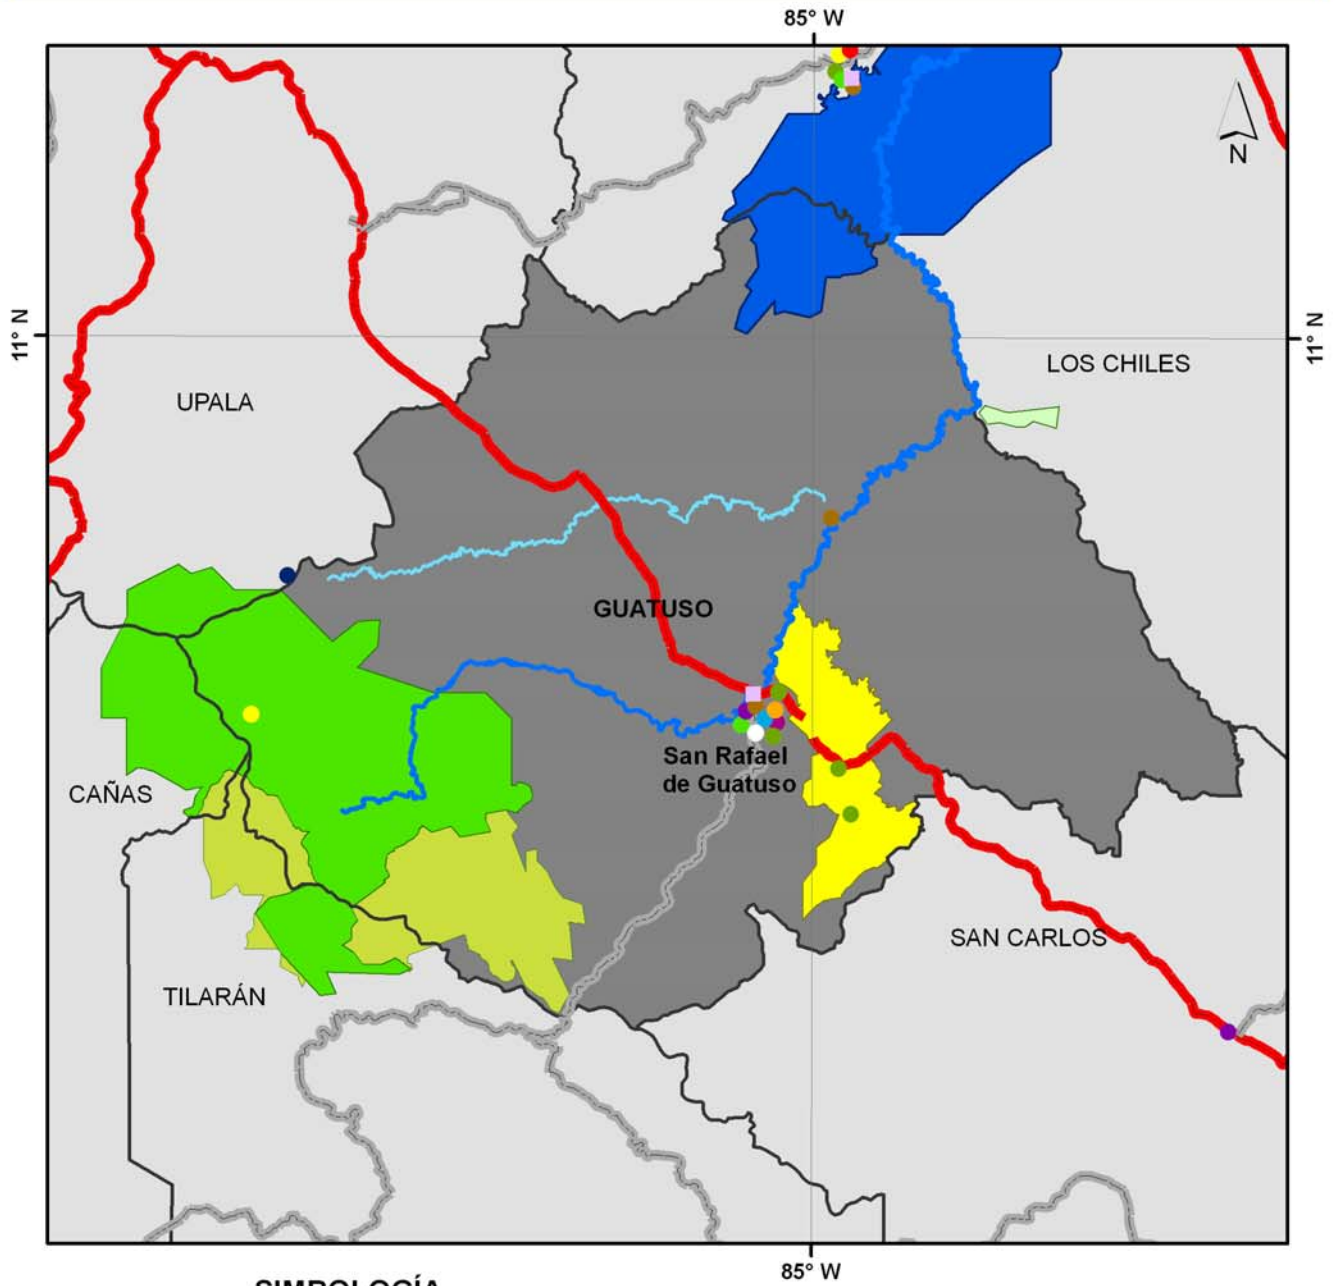 85° W
N
11° N
11° N
LOS CHILES
UPALA
GUATUSO
San Rafael
de Guatuso
CAÑAS
SAN CARLOS
TILARÁN
85° W
SIMBOLOGÍA